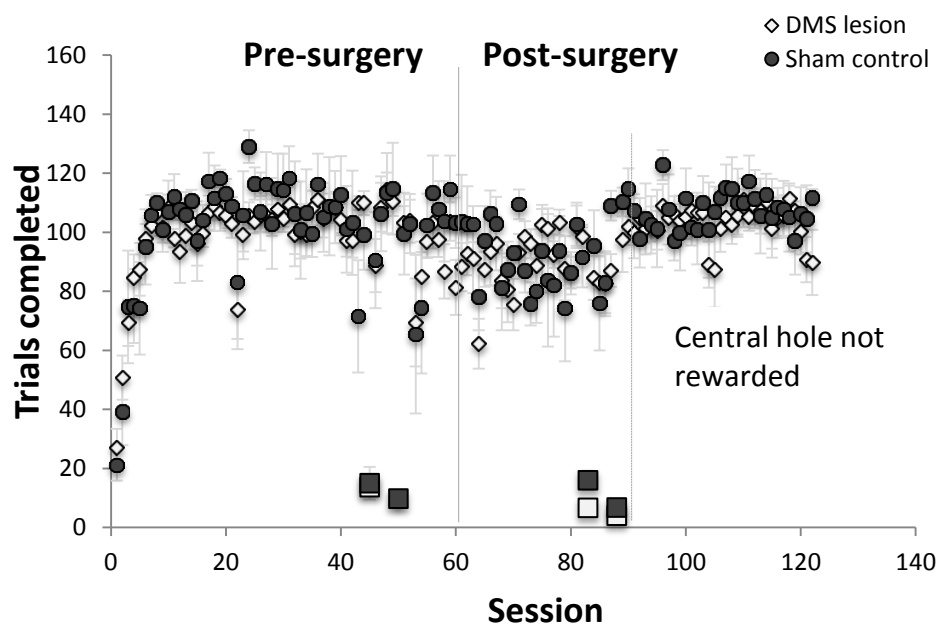 DMS lesion
Sham control
Pre-surgery Post-surgery
Trials completed
160
140
120
100
80
60
40
20
0
Central hole not
rewarded
0 20 40 60 80 100 120 140
Session